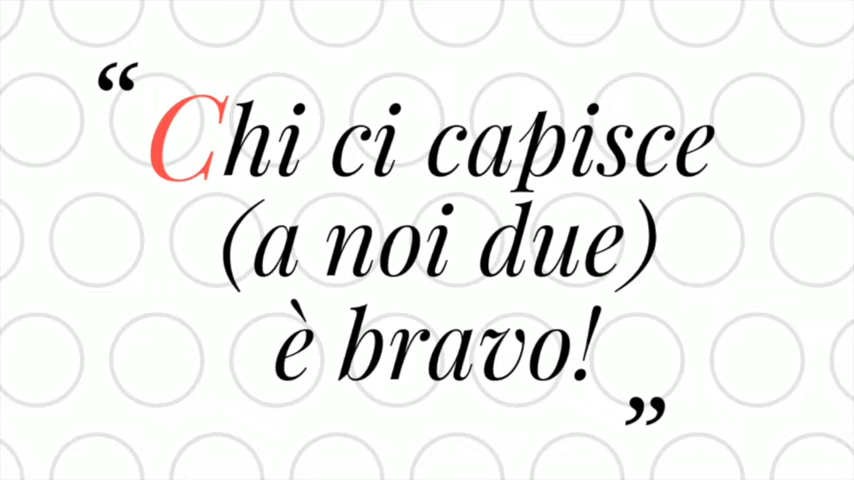 “Chi ci capisce
(a noi due)
è bravo!”